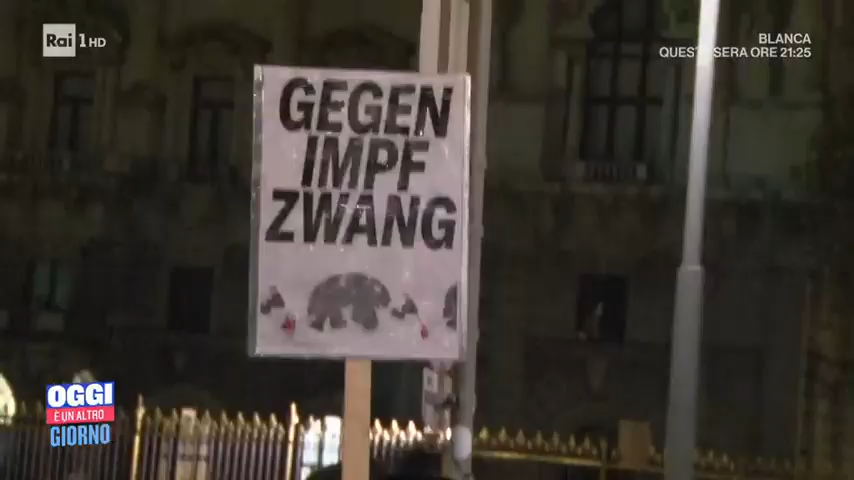 Rai 1 HD
BLANCA
QUESTA SERA ORE 21:25
GEGEN
IMPF
ZWANG
OGGI
È UN ALTRO
GIORNO